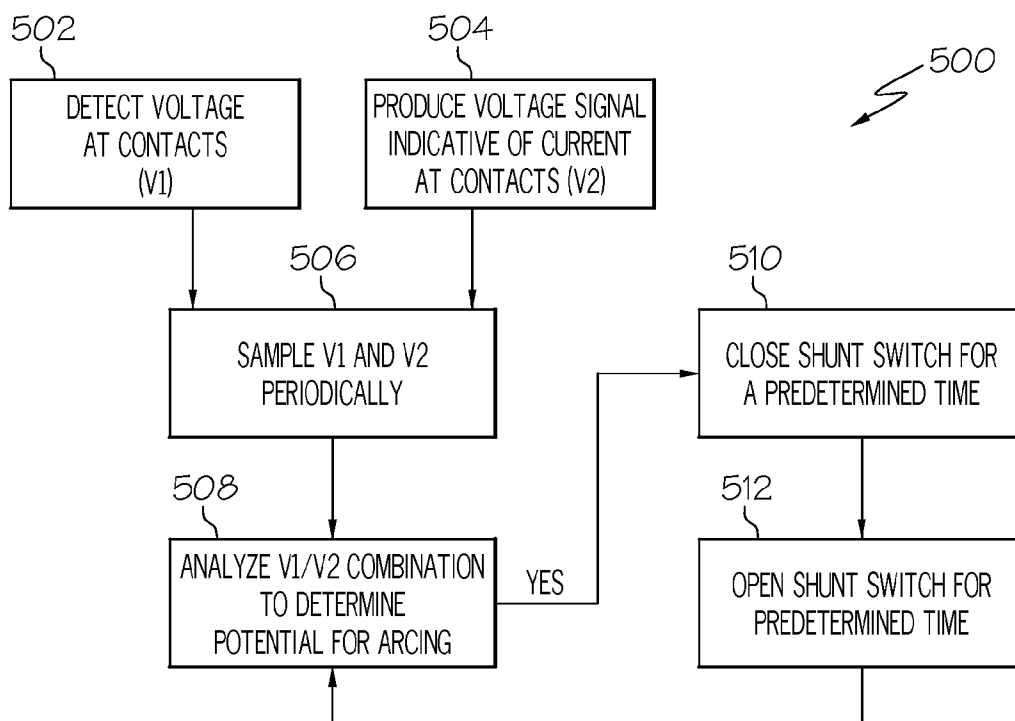 502
DETECT VOLTAGE
AT CONTACTS
(V1)
504
PRODUCE VOLTAGE SIGNAL
INDICATIVE OF CURRENT
AT CONTACTS (V2)
500
506
SAMPLE V1 AND V2
PERIODICALLY
510
CLOSE SHUNT SWITCH FOR
A PREDETERMINED TIME
508
ANALYZE V1/V2 COMBINATION
TO DETERMINE
POTENTIAL FOR ARCING
YES
512
OPEN SHUNT SWITCH FOR
PREDETERMINED TIME